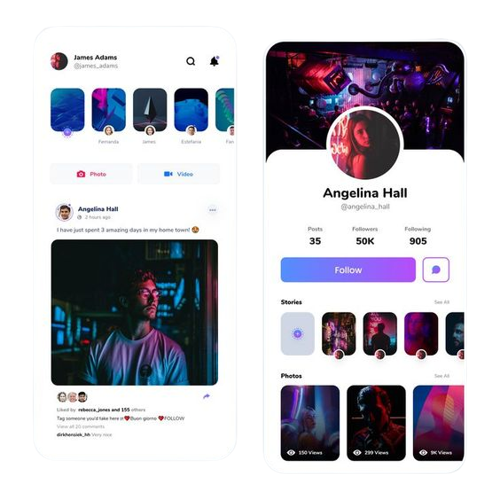 James Adams
@james_adams
Fernanda
James
Photo
Video
Angelina Hall
2 hours ago
I have just spent 3 amazing days in my home town! 😍
Liked by rebecca_jones and 155 others
Tag someone you'd take here in❤Buon giorno ❤FOLLOW
View all 23 comments
dirkhensiek_hh Very nice
Angelina Hall
@angelina_hall
Posts Followers Following
35 50K 905
Follow
Stories See All
Photos See All
150 Views 299 Views 9K Views